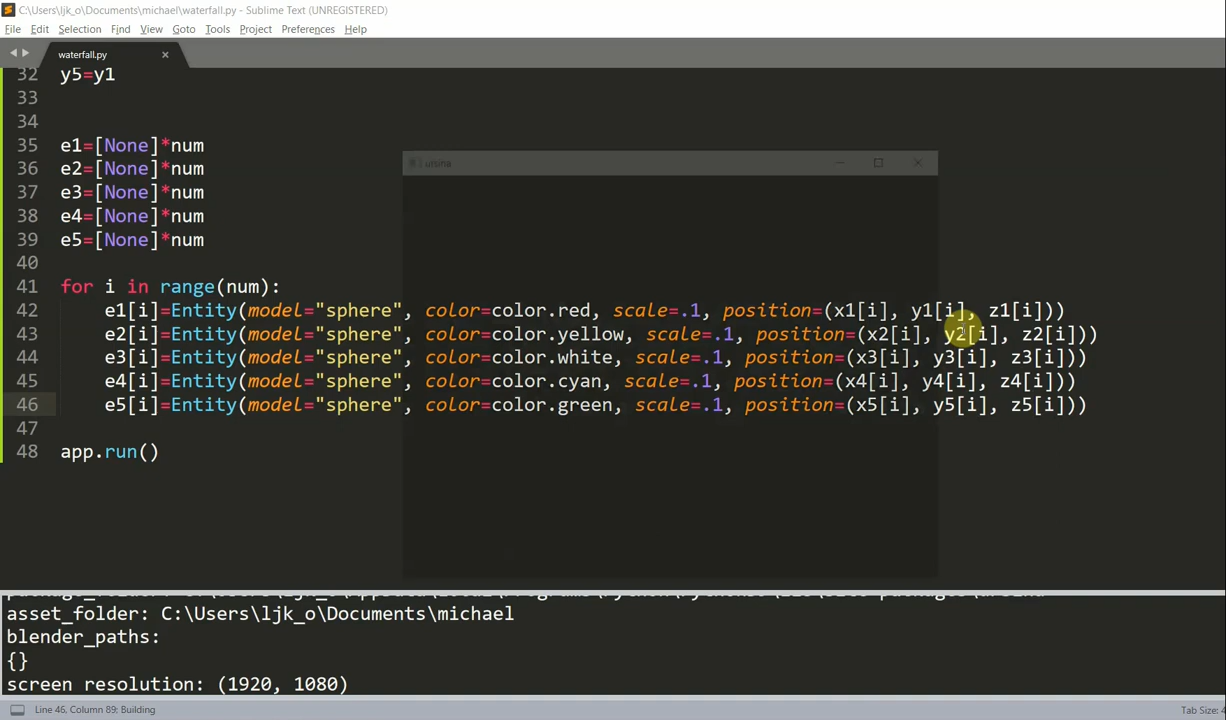 C:\Users\ljk_o\Documents\michael\waterfall.py - Sublime Text (UNREGISTERED)
File Edit Selection Find View Goto Tools Project Preferences Help
waterfall.py ×
32 y5=y1
33
34
35 e1=[None]*num
36 e2=[None]*num
37 e3=[None]*num
38 e4=[None]*num
39 e5=[None]*num
40
41 for i in range(num):
42 e1[i]=Entity(model="sphere", color=color.red, scale=.1, position=(x1[i], y1[i], z1[i]))
43 e2[i]=Entity(model="sphere", color=color.yellow, scale=.1, position=(x2[i], y2[i], z2[i]))
44 e3[i]=Entity(model="sphere", color=color.white, scale=.1, position=(x3[i], y3[i], z3[i]))
45 e4[i]=Entity(model="sphere", color=color.cyan, scale=.1, position=(x4[i], y4[i], z4[i]))
46 e5[i]=Entity(model="sphere", color=color.green, scale=.1, position=(x5[i], y5[i], z5[i]))
47
48 app.run()
ursina
asset_folder: C:\Users\ljk_o\Documents\michael
blender_paths:
{}
screen resolution: (1920, 1080)
Line 46, Column 89; Building
Tab Size: